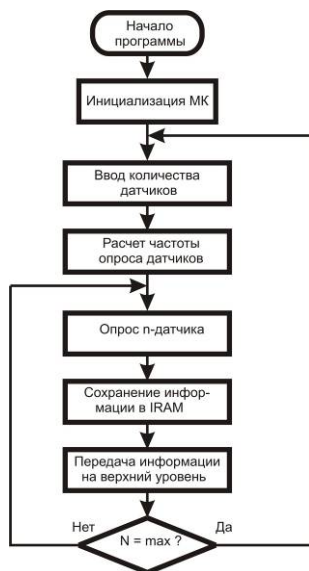 Начало
программы
Инициализация МК
Ввод количества
датчиков
Расчет частоты
опроса датчиков
Опрос n-датчика
Сохранение инфор-
мации в IRAM
Передача информации
на верхний уровень
Нет
Да
N = max ?